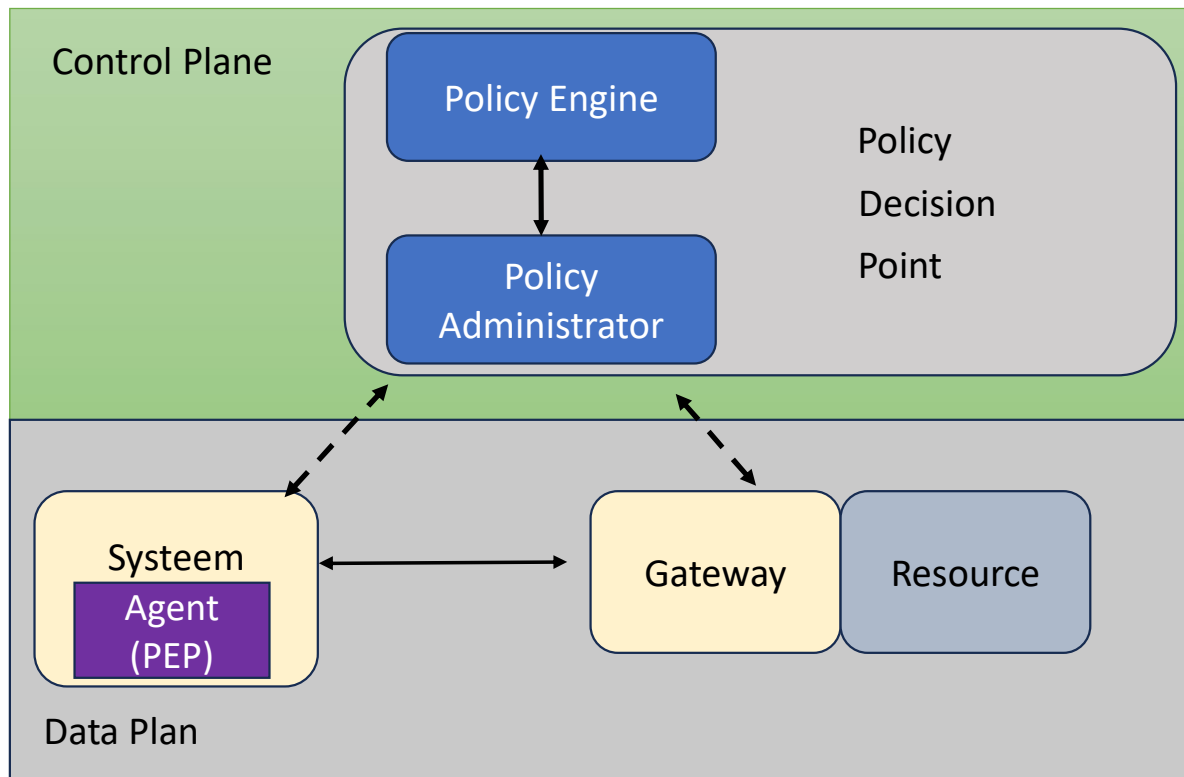 Control Plane
Policy Engine
Policy
Decision
Point
Policy
Administrator
Systeem
Agent
(PEP)
Gateway
Resource
Data Plan